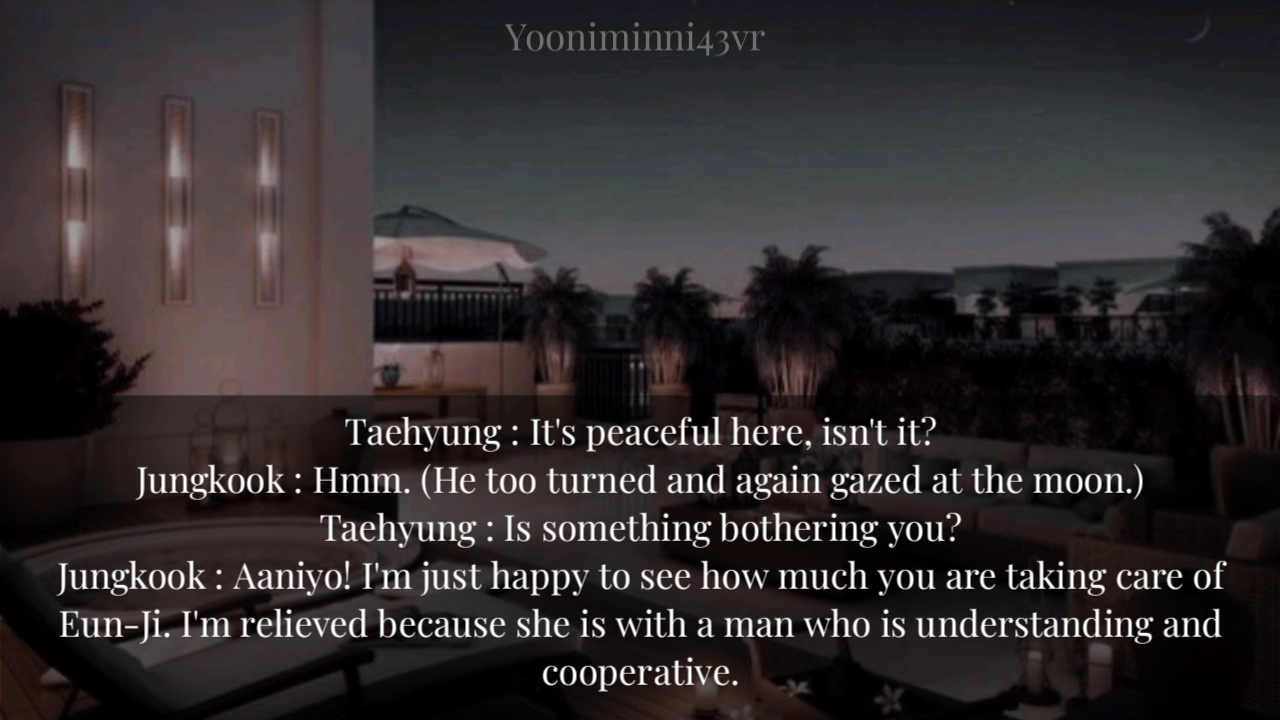 Yooniminni43vr
Taehyung : It's peaceful here, isn't it?
Jungkook : Hmm. (He too turned and again gazed at the moon.)
Taehyung : Is something bothering you?
Jungkook : Aaniyo! I'm just happy to see how much you are taking care of
Eun-Ji. I'm relieved because she is with a man who is understanding and
cooperative.